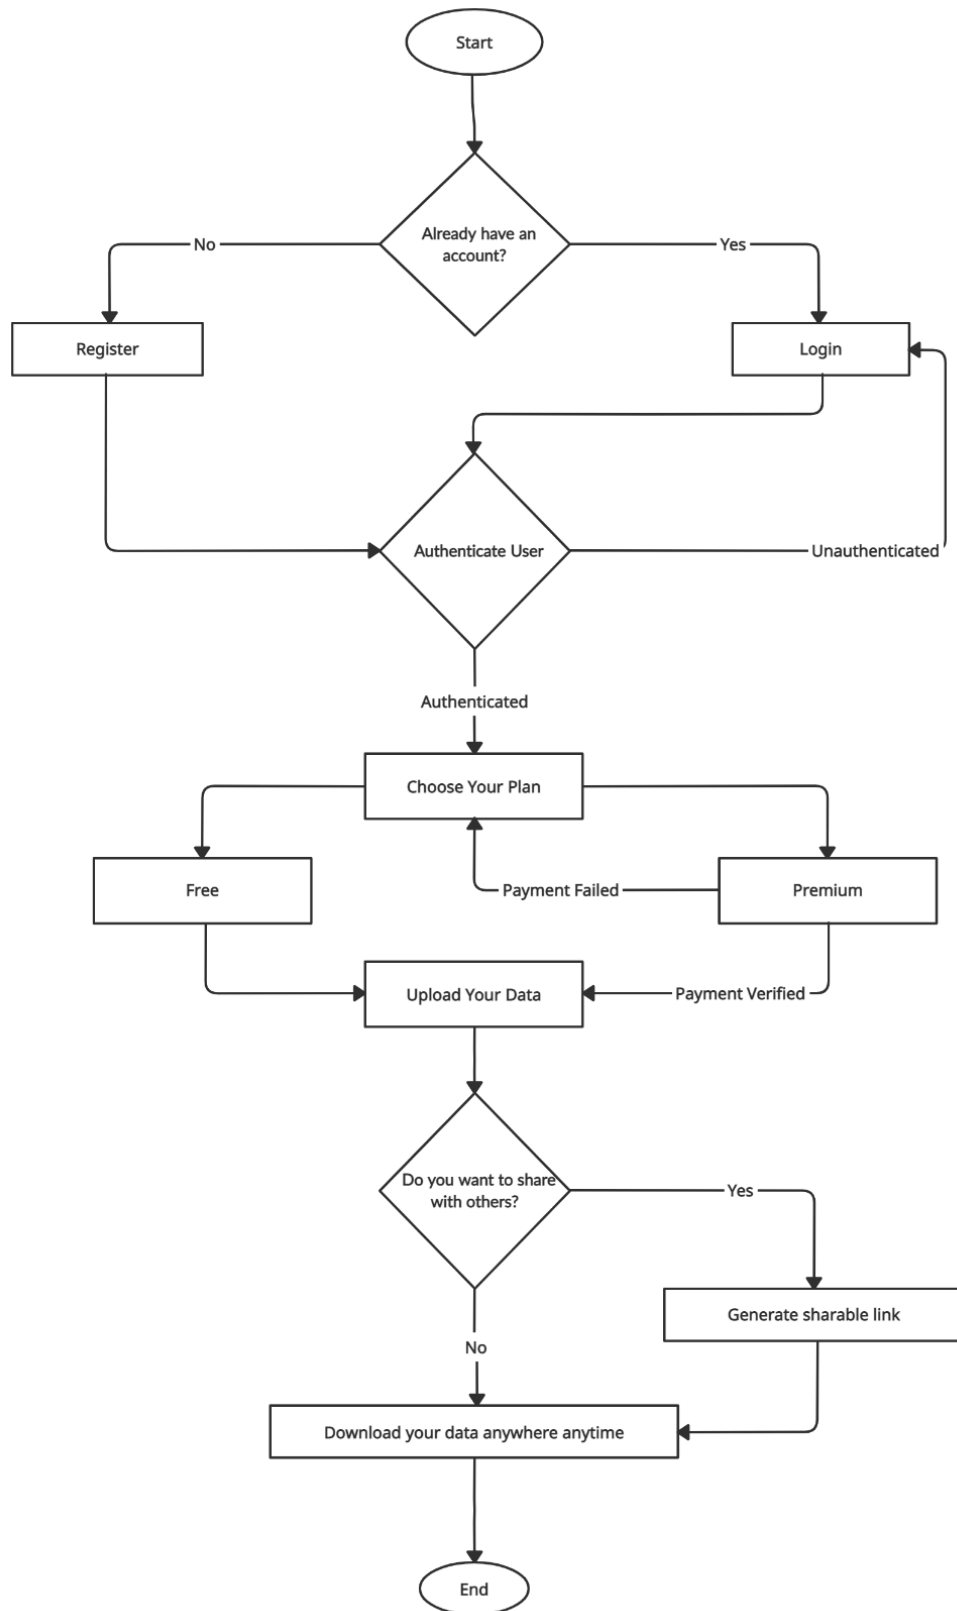 Start
Already have an
account?
No
Yes
Register
Login
Authenticate User
Unauthenticated
Authenticated
Choose Your Plan
Free
Payment Failed
Premium
Upload Your Data
Payment Verified
Do you want to share
with others?
Yes
Generate sharable link
No
Download your data anywhere anytime
End